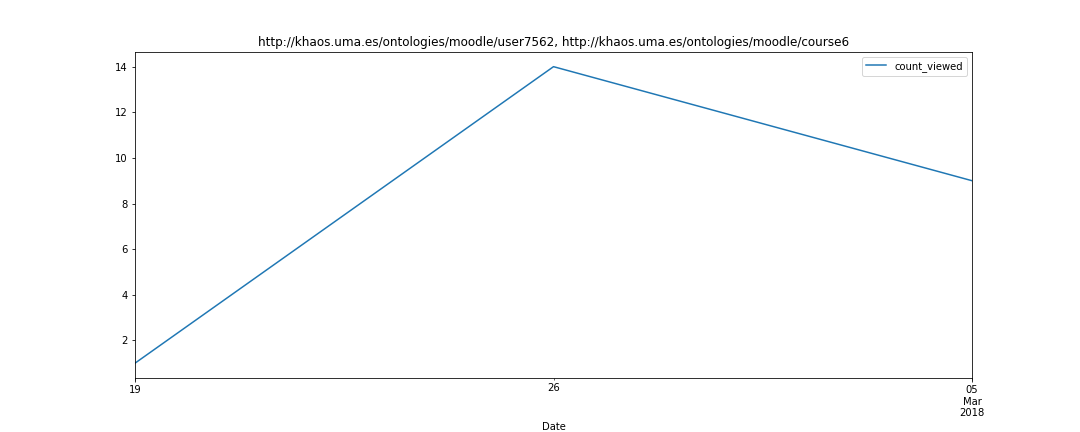 http://khaos.uma.es/ontologies/moodle/user7562, http://khaos.uma.es/ontologies/moodle/course6
count_viewed
14
12
10
8
6
4
2
19
26
05
Mar
2018
Date